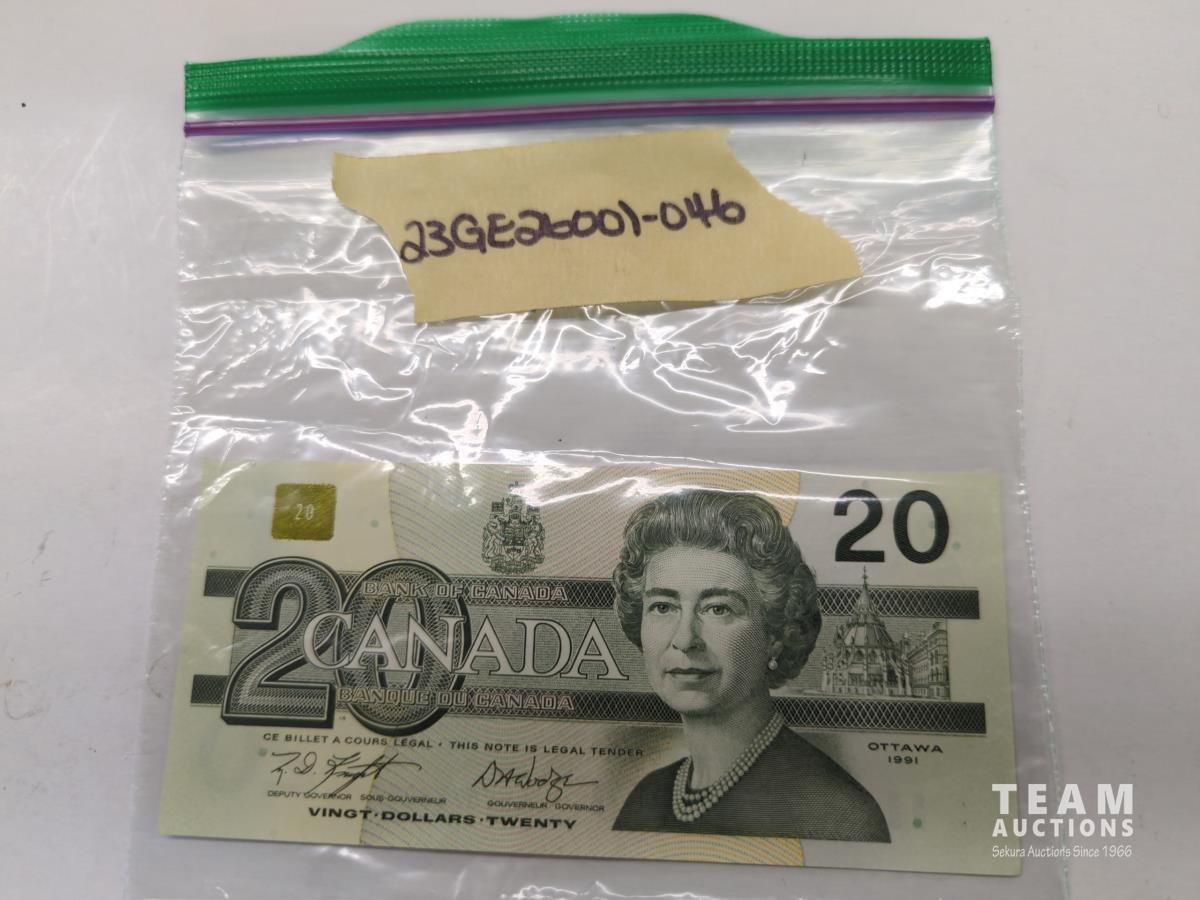 23GE26001-046
20
20
20
BANK OF CANADA
CANADA
BANQUE DU CANADA
CE BILLET A COURS LÉGAL • THIS NOTE IS LEGAL TENDER
DEPUTY GOVERNOR SOUS-GOUVERNEUR
GOUVERNEUR GOVERNOR
VINGT·DOLLARS·TWENTY
OTTAWA
1991
TEAM
AUCTIONS
Sekura Auctions Since 1966